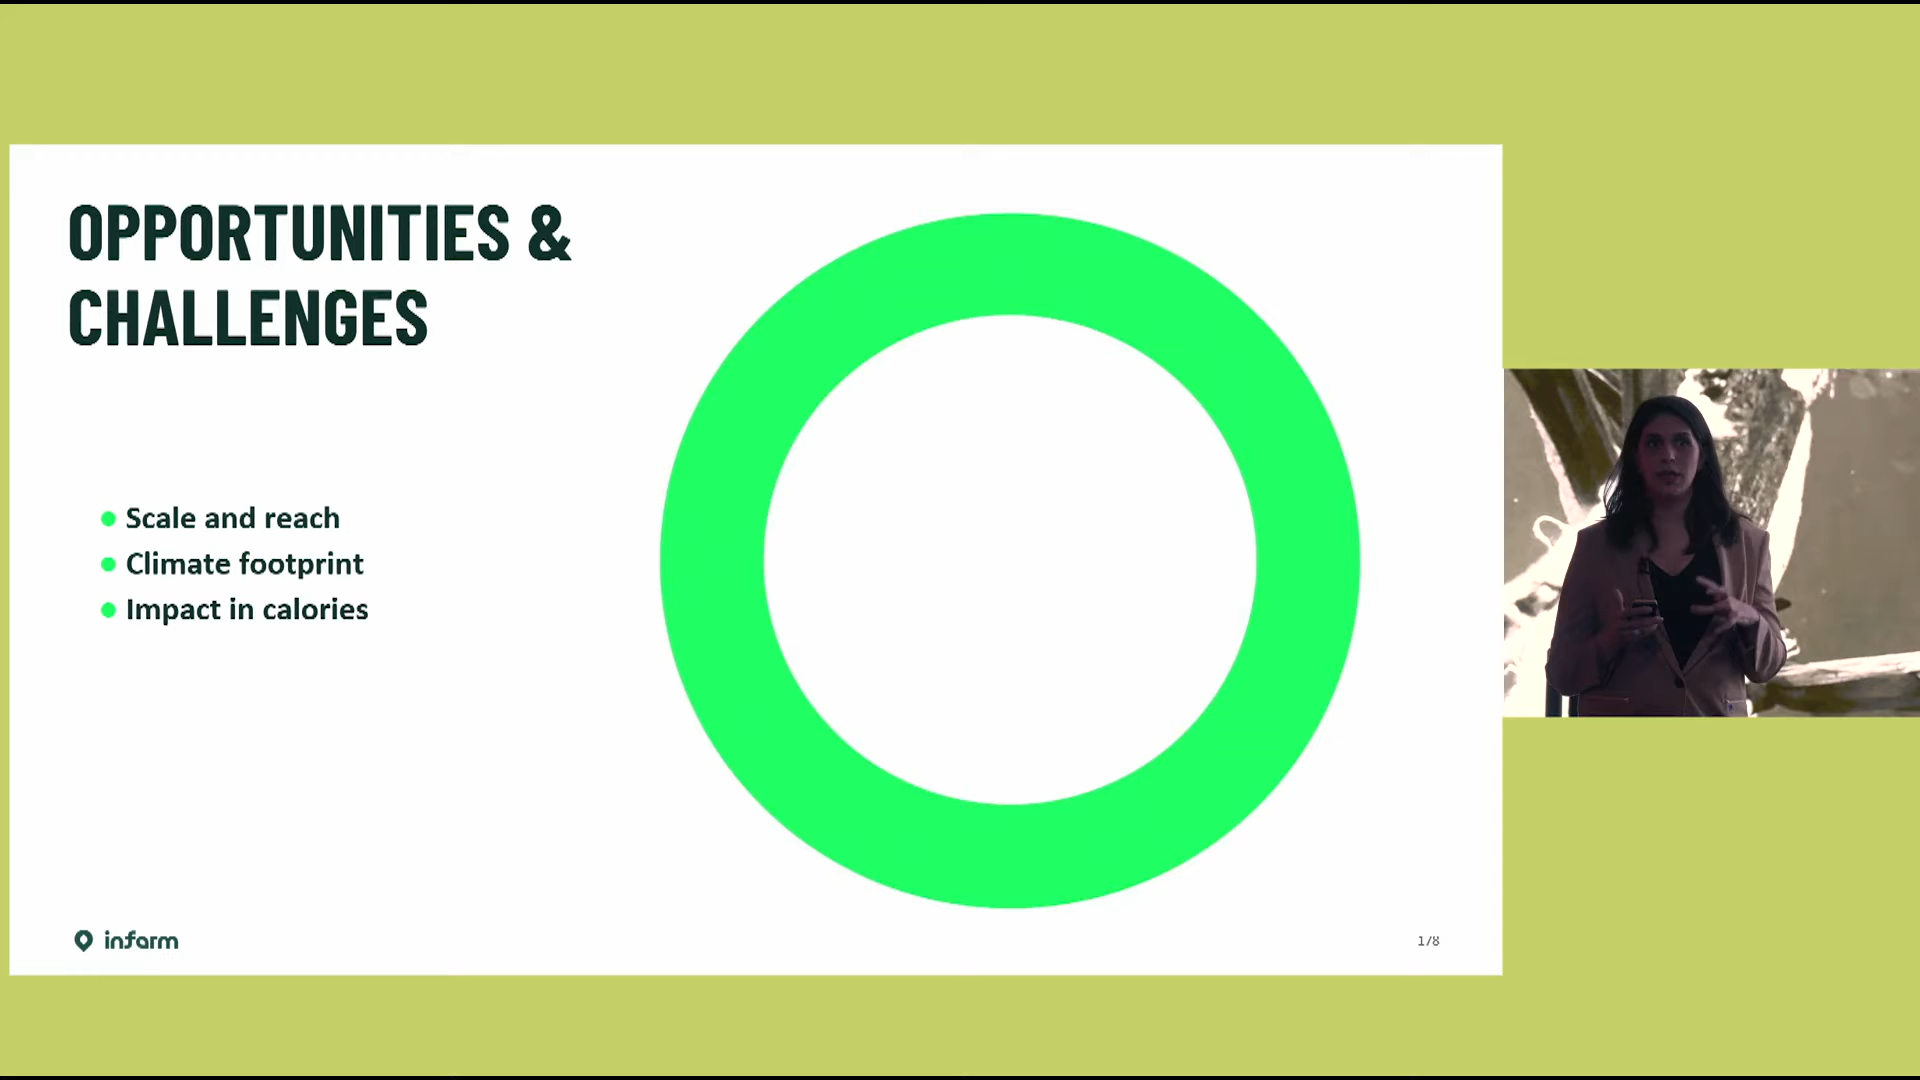 OPPORTUNITIES &
CHALLENGES
Scale and reach
Climate footprint
Impact in calories
infarm
1/8